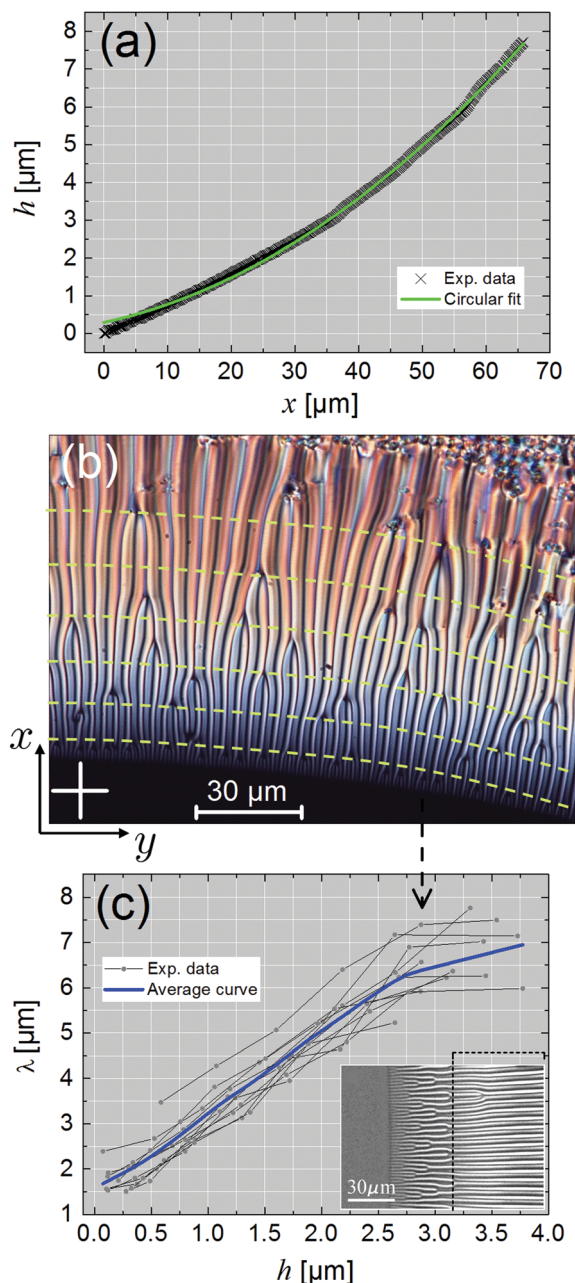 (a)
8
7
6
5
4
3
2
1
0
h [μm]
× Exp. data
Circular fit
0 10 20 30 40 50 60 70
x [μm]
(b)
x
y
30 μm
(c)
8
7
6
5
4
3
2
1
λ [μm]
Exp. data
Average curve
30μm
0.0 0.5 1.0 1.5 2.0 2.5 3.0 3.5 4.0
h [μm]